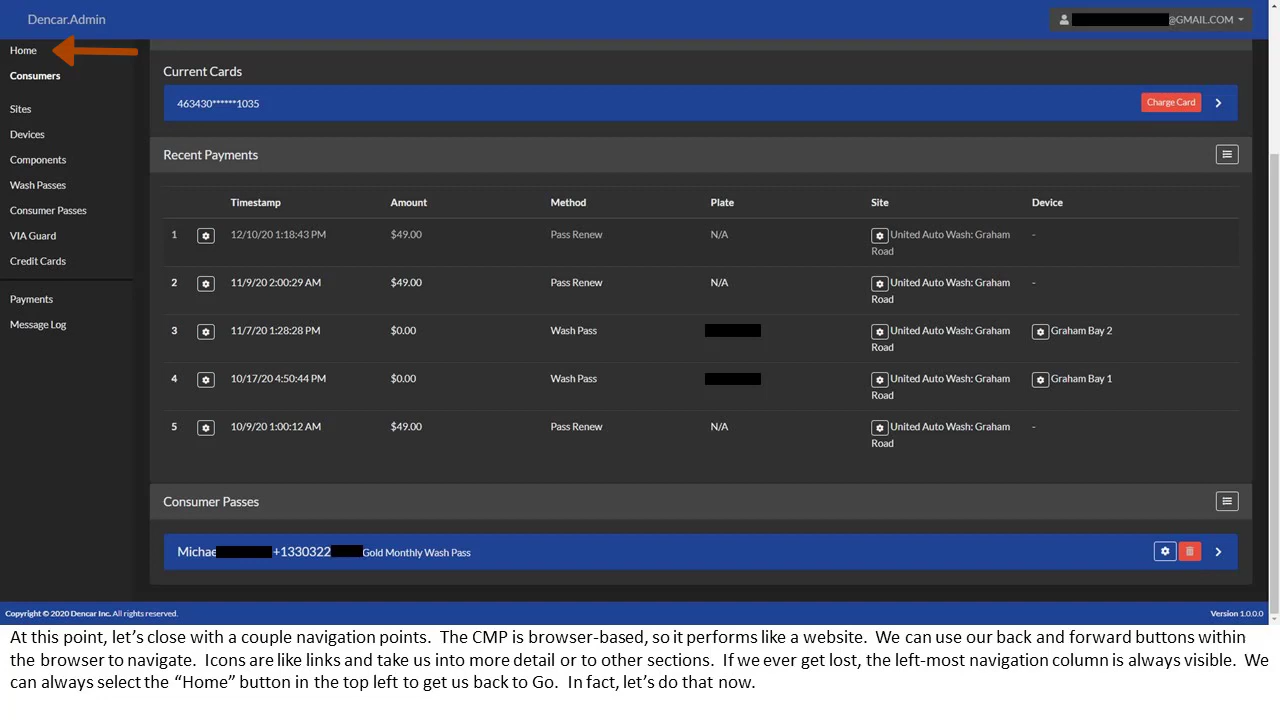 Dencar.Admin
@GMAIL.COM
Home
Consumers
Sites
Devices
Components
Wash Passes
Consumer Passes
VIA Guard
Credit Cards
Payments
Message Log
Current Cards
463430******1035
Charge Card
Recent Payments
Timestamp Amount Method Plate Site Device
1 12/10/20 1:18:43 PM $49.00 Pass Renew N/A United Auto Wash: Graham -
Road
2 11/9/20 2:00:29 AM $49.00 Pass Renew N/A United Auto Wash: Graham -
Road
3 11/7/20 1:28:28 PM $0.00 Wash Pass United Auto Wash: Graham Graham Bay 2
Road
4 10/17/20 4:50:44 PM $0.00 Wash Pass United Auto Wash: Graham Graham Bay 1
Road
5 10/9/20 1:00:12 AM $49.00 Pass Renew N/A United Auto Wash: Graham -
Road
Consumer Passes
Michae +1330322 Gold Monthly Wash Pass
Copyright © 2020 Dencar Inc. All rights reserved.
Version 1.0.0.0
At this point, let’s close with a couple navigation points.  The CMP is browser-based, so it performs like a website.  We can use our back and forward buttons within
the browser to navigate.  Icons are like links and take us into more detail or to other sections.  If we ever get lost, the left-most navigation column is always visible.  We
can always select the “Home” button in the top left to get us back to Go.  In fact, let’s do that now.